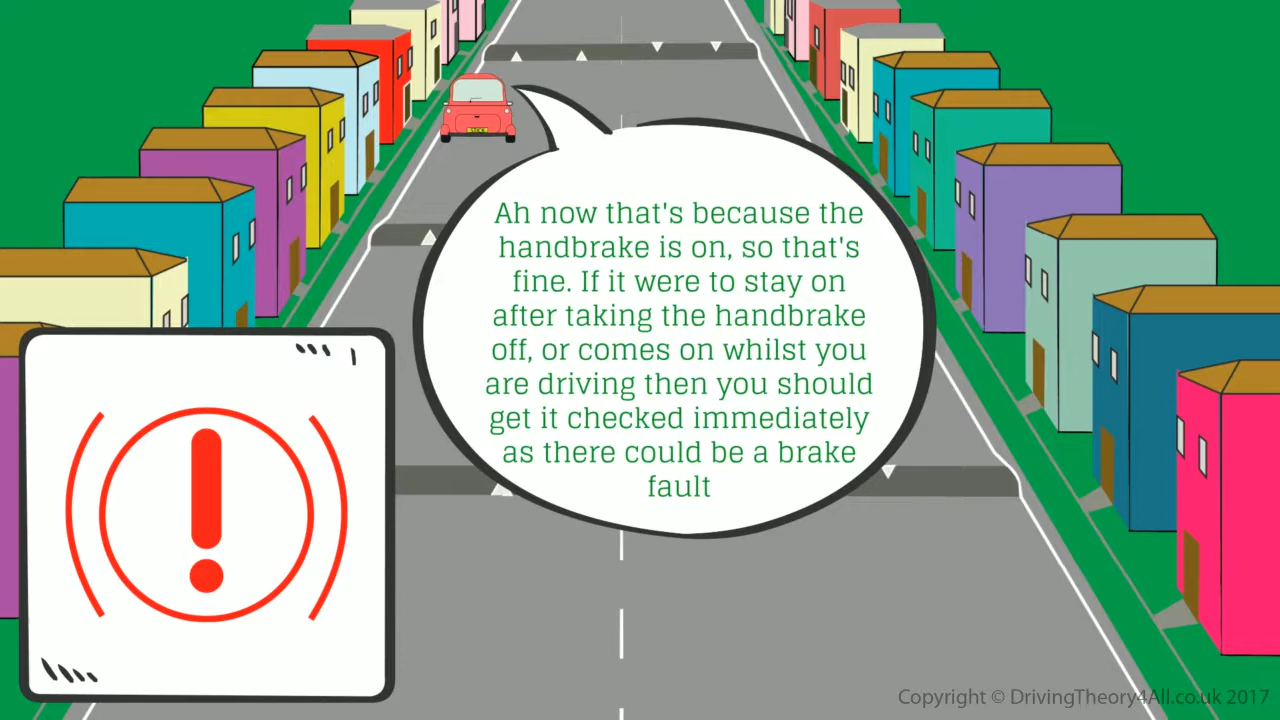 Ah now that's because the
handbrake is on, so that's
fine. If it were to stay on
after taking the handbrake
off, or comes on whilst you
are driving then you should
get it checked immediately
as there could be a brake
fault
Copyright © DrivingTheory4All.co.uk 2017